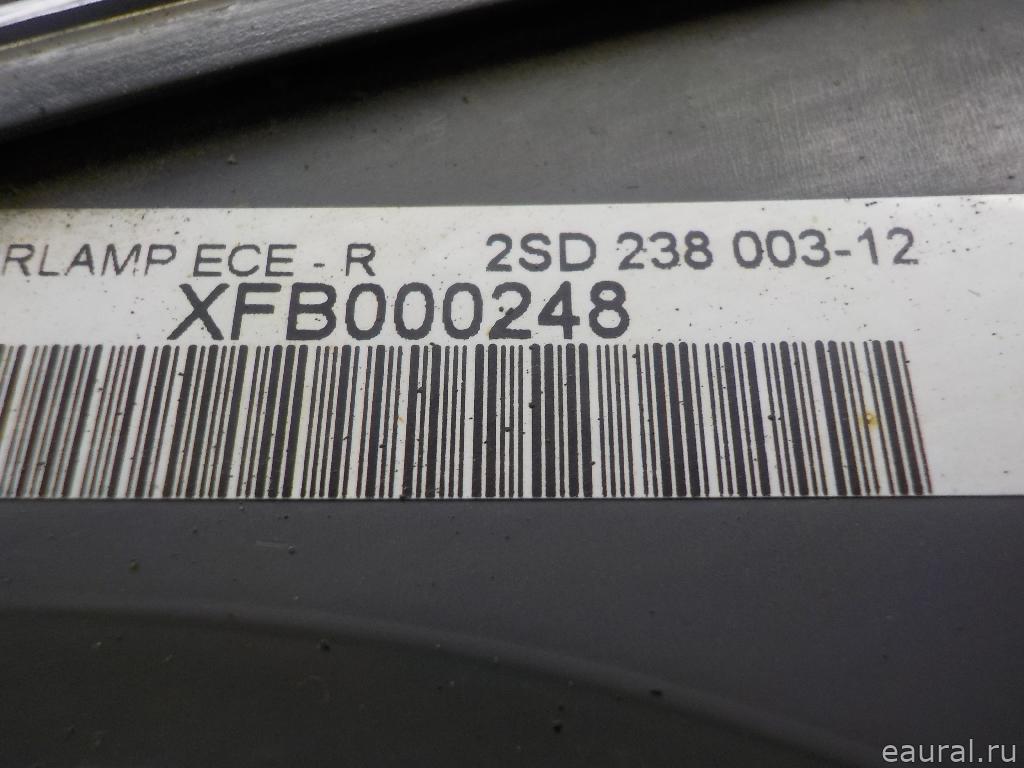 RLAMP ECE - R 2SD 238 003-12
XFB000248
eaural.ru